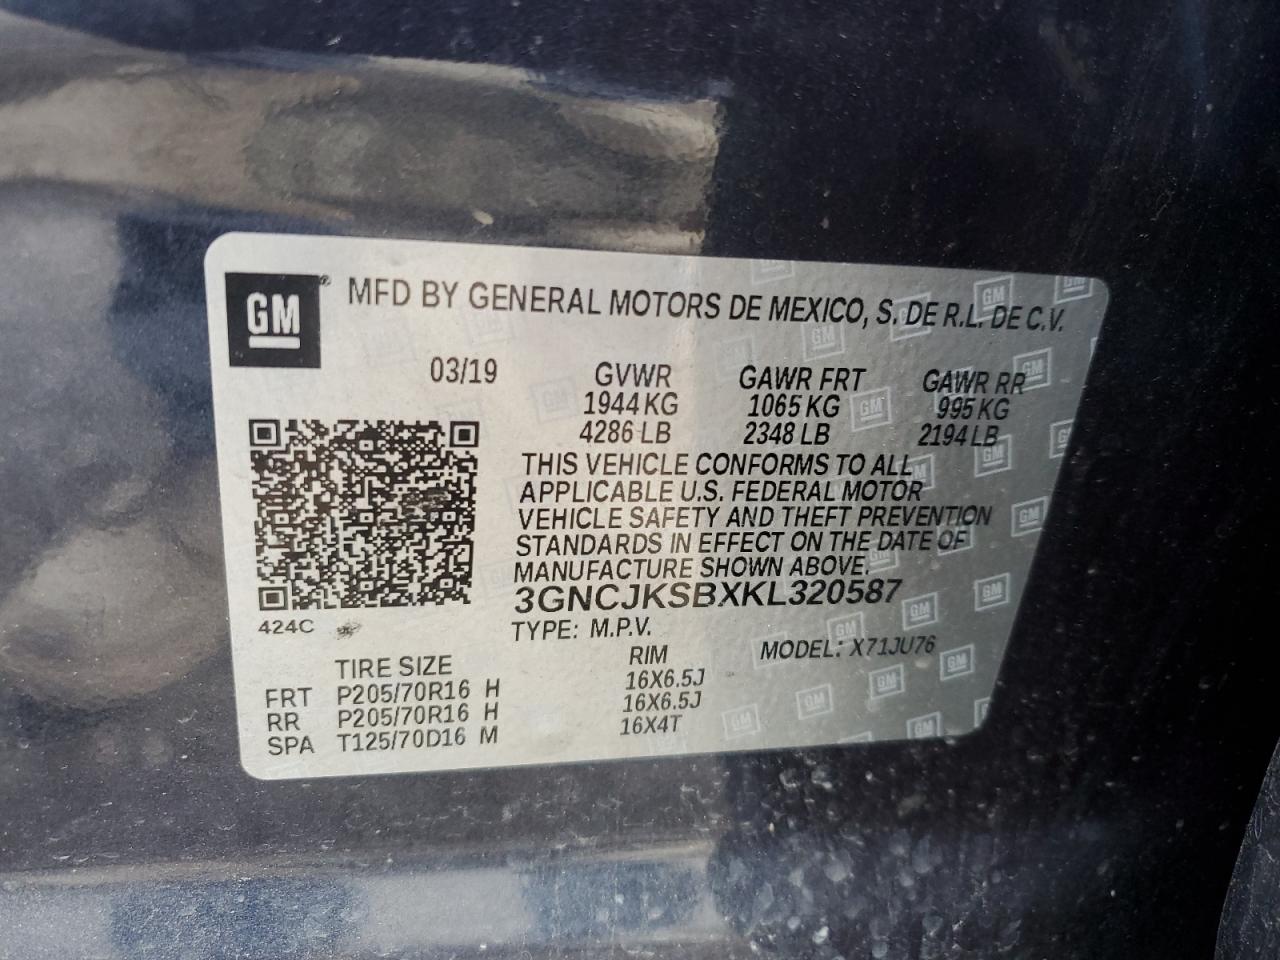 GM® MFD BY GENERAL MOTORS DE MEXICO, S. DE R.L. DE C.V.
03/19 GVWR GAWR FRT GAWR RR
1944 KG 1065 KG 995 KG
4286 LB 2348 LB 2194 LB
THIS VEHICLE CONFORMS TO ALL
APPLICABLE U.S. FEDERAL MOTOR
VEHICLE SAFETY AND THEFT PREVENTION
STANDARDS IN EFFECT ON THE DATE OF
MANUFACTURE SHOWN ABOVE.
3GNCJKSBXKL320587
424C TYPE: M.P.V. MODEL: X71JU76
TIRE SIZE RIM
FRT P205/70R16 H 16X6.5J
RR P205/70R16 H 16X6.5J
SPA T125/70D16 M 16X4T